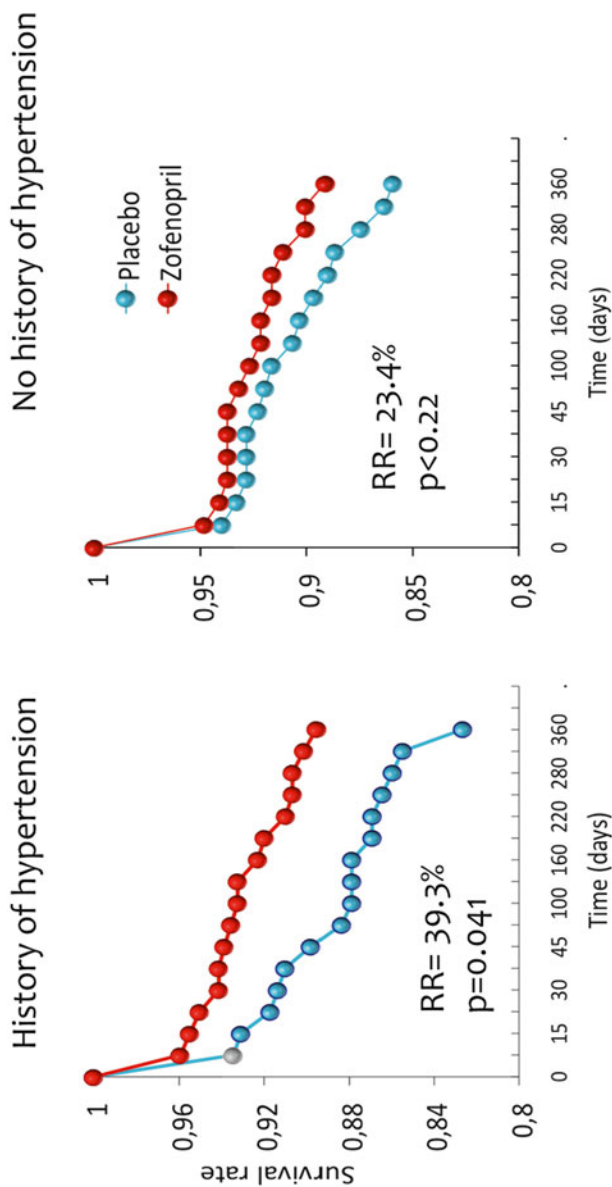 History of hypertension
Survival rate
1
0,96
0,92
0,88
0,84
0,8
RR= 39.3%
p=0.041
0 15 30 45 100 160 220 280 360 .
Time (days)
No history of hypertension
Placebo
Zofenopril
1
0,95
0,9
0,85
0,8
RR= 23.4%
p<0.22
0 15 30 45 100 160 220 280 360 .
Time (days)